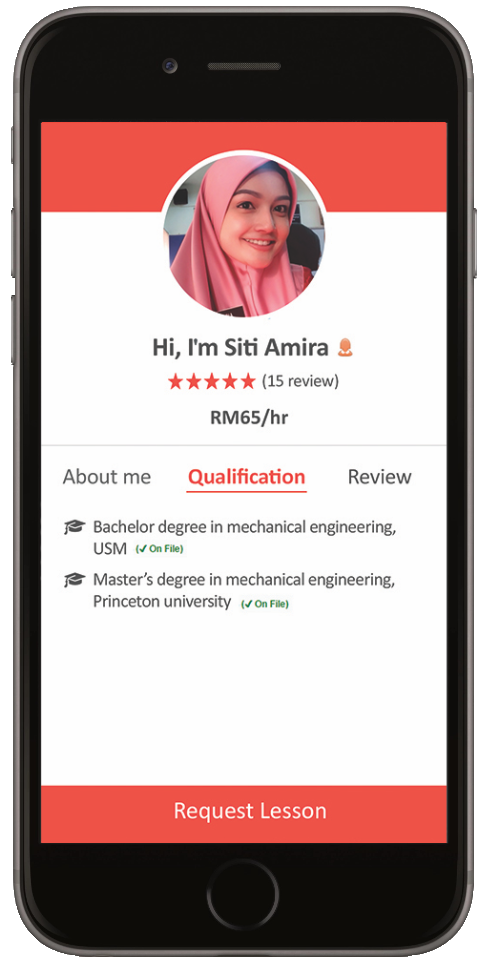 Hi, I'm Siti Amira
★★★★★ (15 review)
RM65/hr
About me Qualification Review
Bachelor degree in mechanical engineering,
USM (✓ On File)
Master’s degree in mechanical engineering,
Princeton university (✓ On File)
Request Lesson